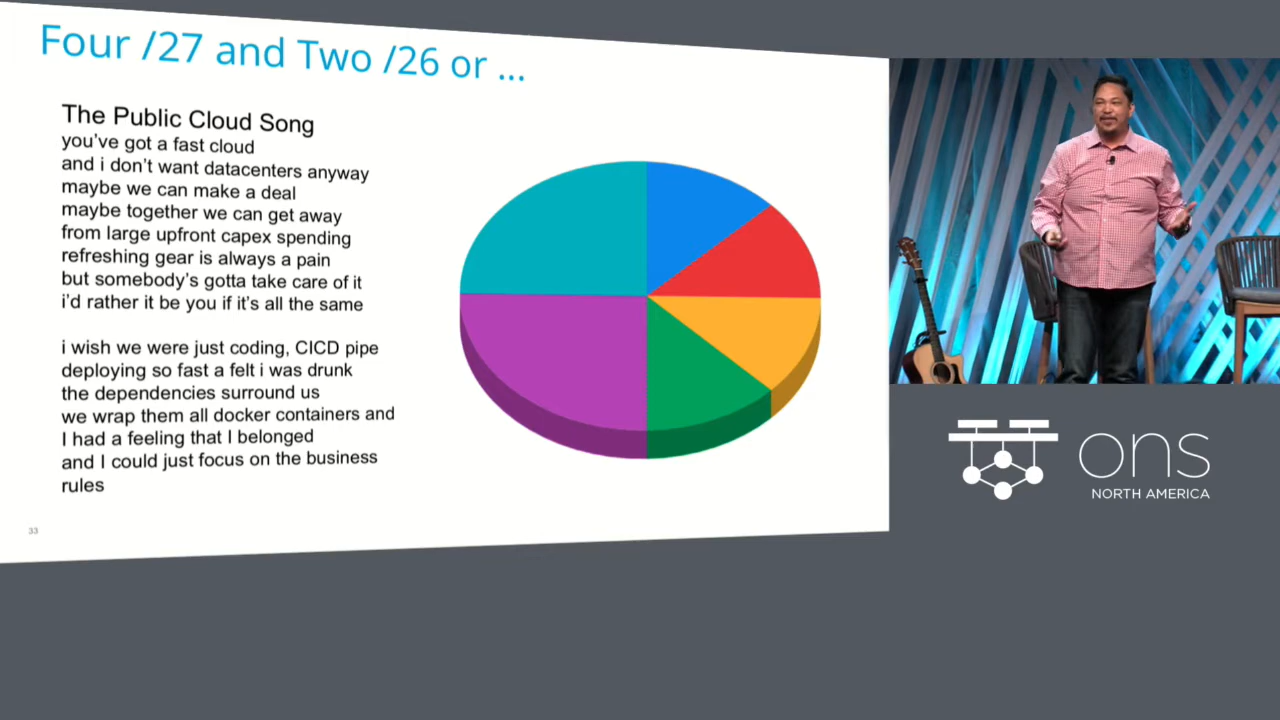 Four /27 and Two /26 or ...
The Public Cloud Song
you've got a fast cloud
and i don't want datacenters anyway
maybe we can make a deal
maybe together we can get away
from large upfront capex spending
refreshing gear is always a pain
but somebody's gotta take care of it
i'd rather it be you if it's all the same
i wish we were just coding, CICD pipe
deploying so fast a felt i was drunk
the dependencies surround us
we wrap them all docker containers and
I had a feeling that I belonged
and I could just focus on the business
rules
33
ons
NORTH AMERICA